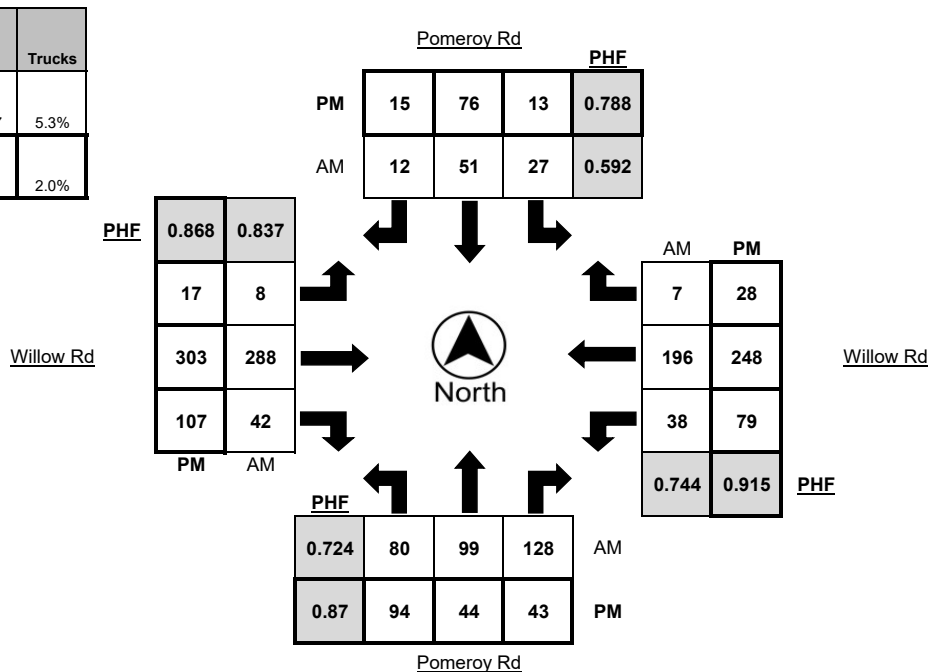 Trucks
5.3%
2.0%
Pomeroy Rd
PHF
PM 15 76 13 0.788
AM 12 51 27 0.592
PHF 0.868 0.837
17 8
303 288
107 42
PM AM
Willow Rd
North
AM PM
7 28
196 248
38 79
0.744 0.915 PHF
Willow Rd
PHF
0.724 80 99 128 AM
0.87 94 44 43 PM
Pomeroy Rd